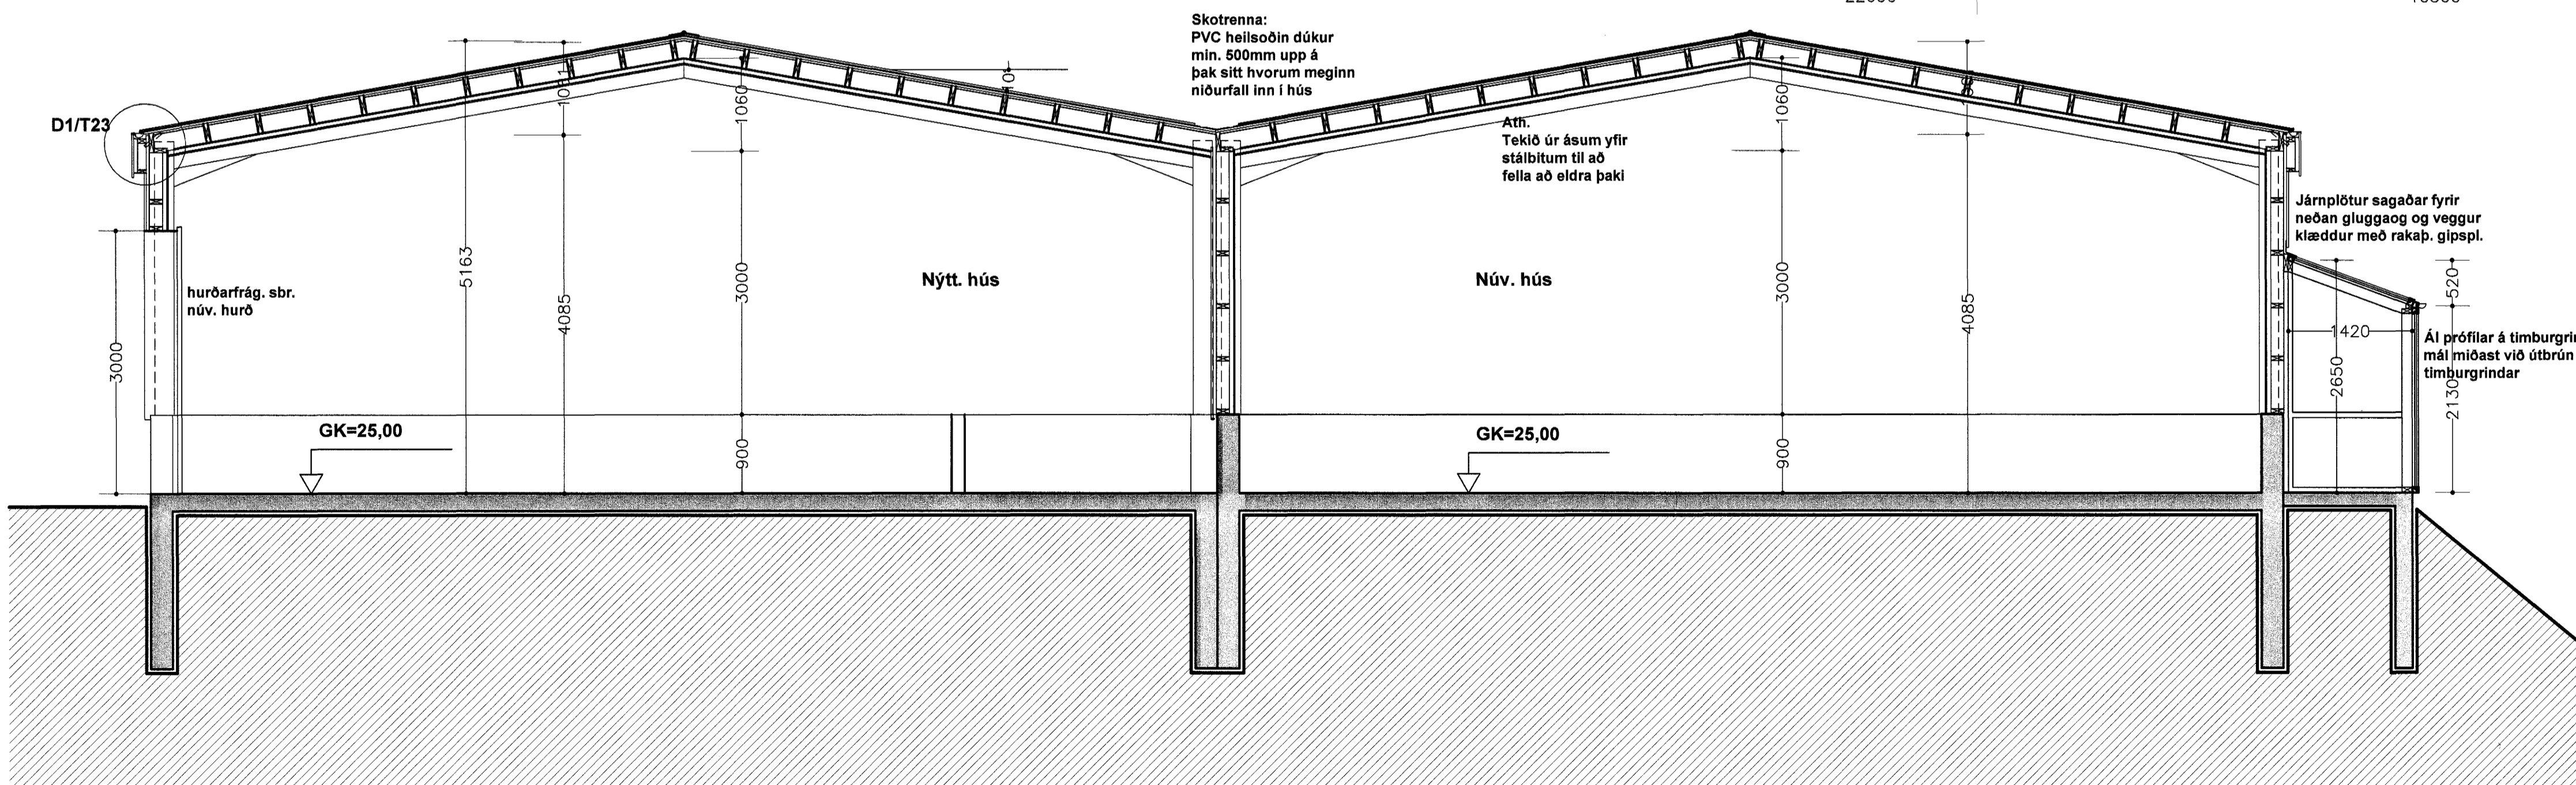 Skotrenna:
PVC heilsoðin dúkur
min. 500mm upp á
þak sitt hvorum meginn
niðurfall inn í hús
D1/T23
1060
10°
Ath.
Tekið úr ásum yfir
stálbitum til að
fella að eldra þaki
1060
Járnplötur sagaðar fyrir
neðan gluggaog og veggur
klæddur með rakaþ. gipspl.
hurðarfrág. sbr.
núv. hurð
3000
5163
4085
3000
Nýtt. hús
Núv. hús
3000
4085
520
1420
2650
2130
Ál prófílar á
mál miðast við útbrún
timburgrindar
GK=25,00
900
GK=25,00
900